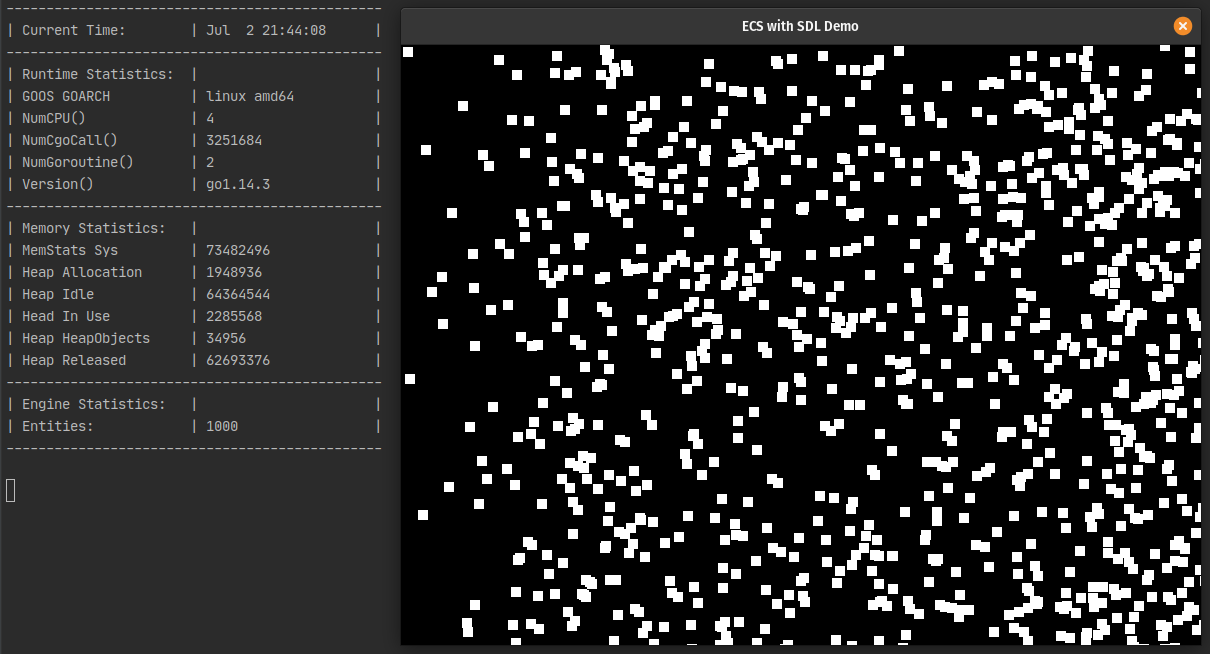 ---
| Current Time: | Jul 2 21:44:08 |
---
| Runtime Statistics: | |
| GOOS GOARCH | linux amd64 |
| NumCPU() | 4 |
| NumCgoCall() | 3251684 |
| NumGoroutine() | 2 |
| Version() | go1.14.3 |
---
| Memory Statistics: | |
| MemStats Sys | 73482496 |
| Heap Allocation | 1948936 |
| Heap Idle | 64364544 |
| Head In Use | 2285568 |
| Heap HeapObjects | 34956 |
| Heap Released | 62693376 |
---
| Engine Statistics: | |
| Entities: | 1000 |
---
ECS with SDL Demo